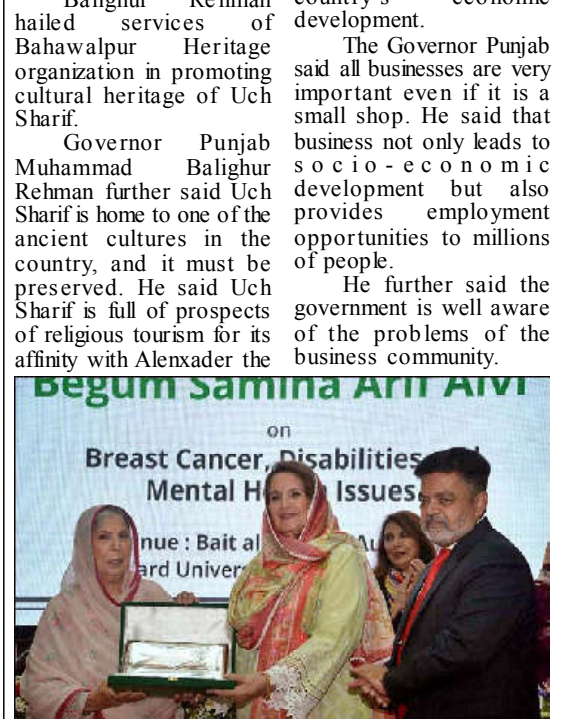 Balighur Rehman
hailed services of
Bahawalpur Heritage
organization in promoting
cultural heritage of Uch
Sharif.
Governor Punjab
Muhammad Balighur
Rehman further said Uch
Sharif is home to one of the
ancient cultures in the
country, and it must be
preserved. He said Uch
Sharif is full of prospects
of religious tourism for its
affinity with Alenxader the
country's economic
development.
The Governor Punjab
said all businesses are very
important even if it is a
small shop. He said that
business not only leads to
socio-economic
development but also
provides employment
opportunities to millions
of people.
He further said the
government is well aware
of the problems of the
business community.
Begum Samina Arif Alvi
on
Breast Cancer, Disabilities
Mental Issues
Bait al